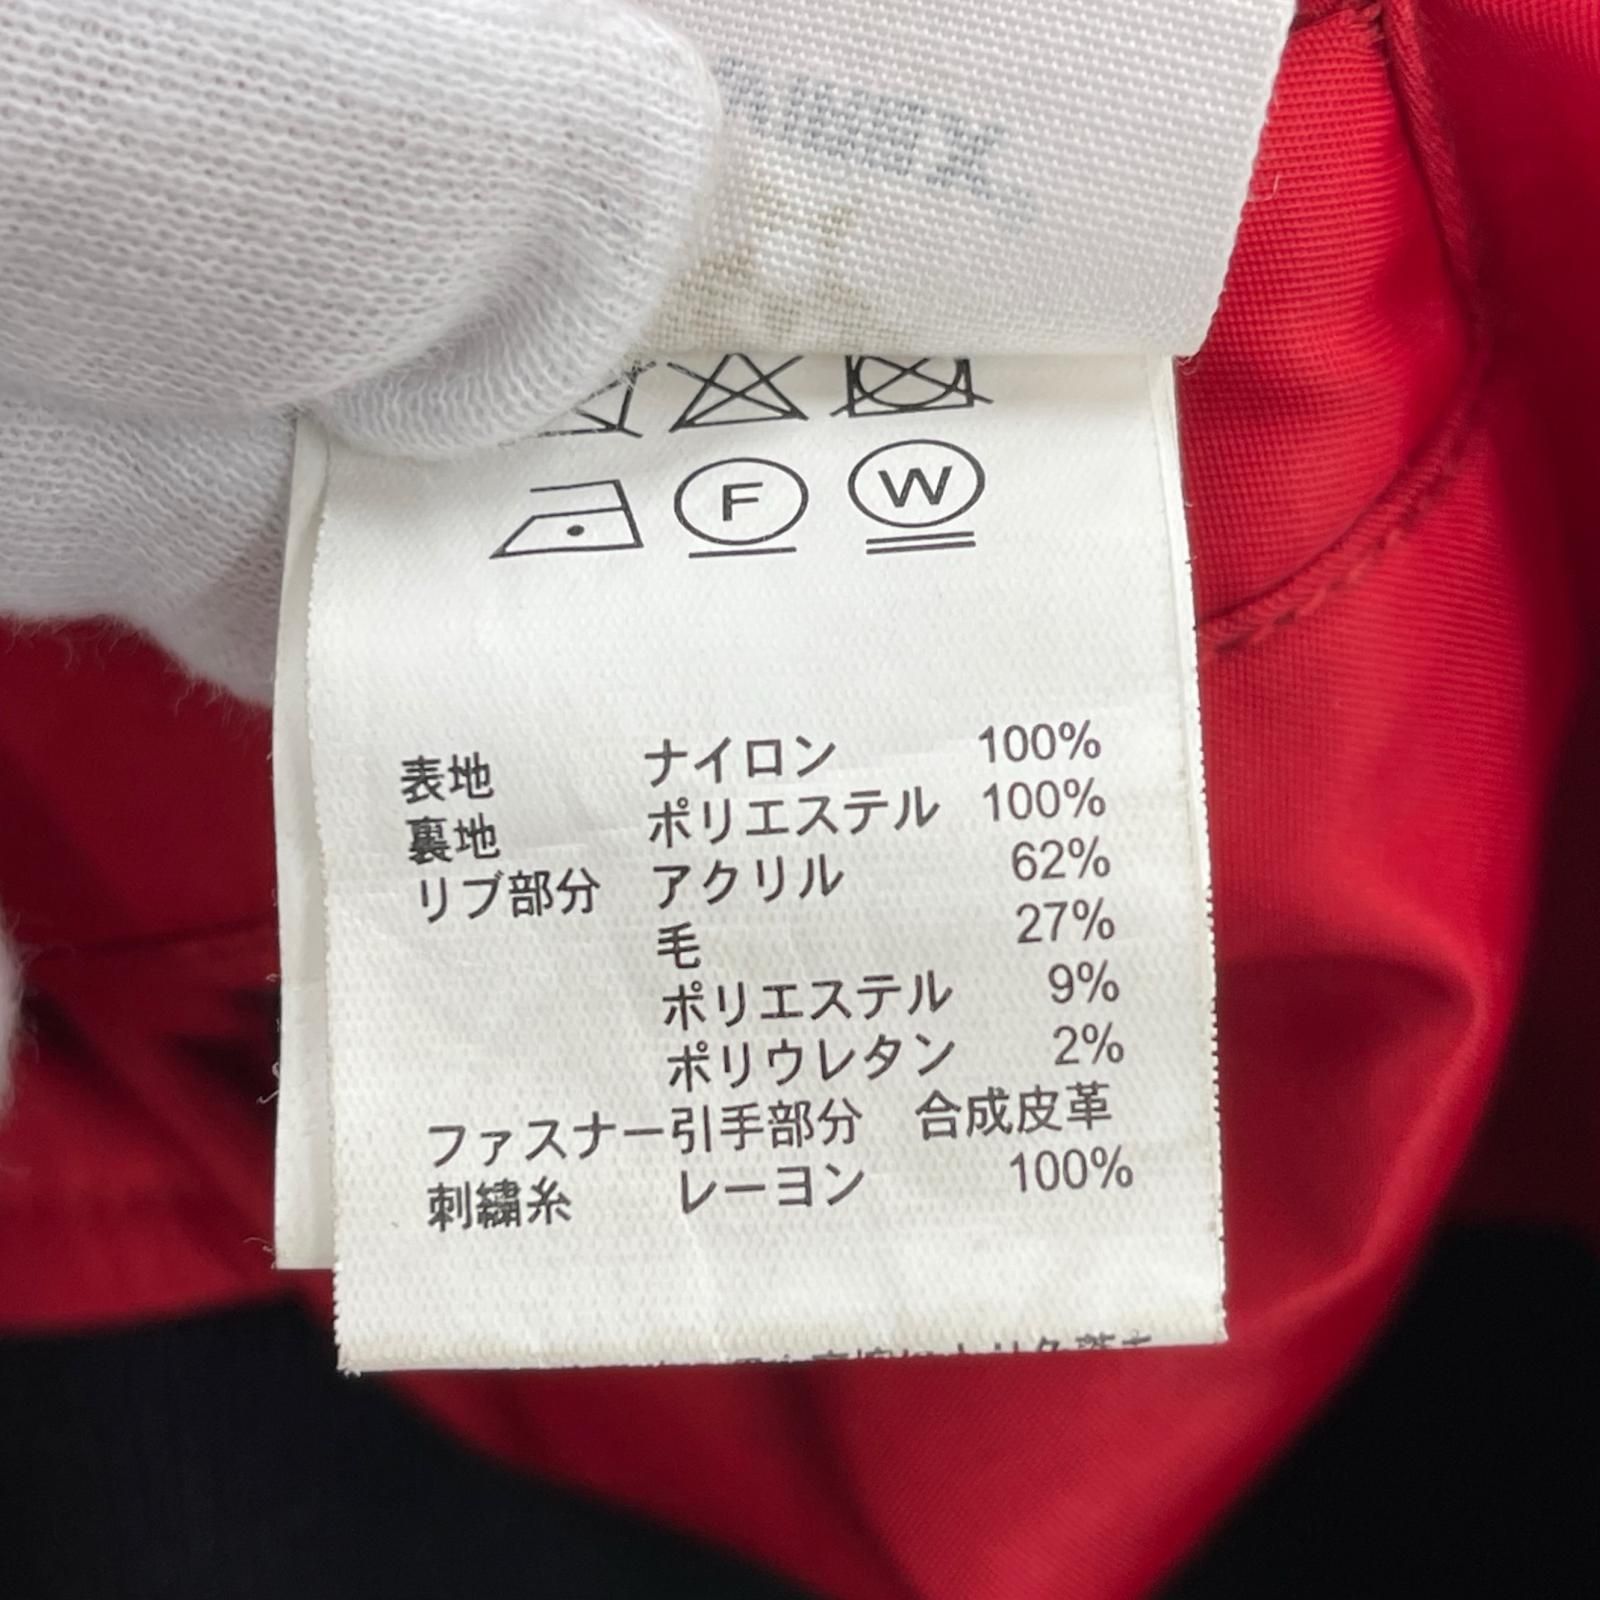 F W
表地 ナイロン 100%
裏地 ポリエステル 100%
リブ部分 アクリル 62%
毛 27%
ポリエステル 9%
ポリウレタン 2%
ファスナー引手部分 合成皮革
刺繍糸 レーヨン 100%